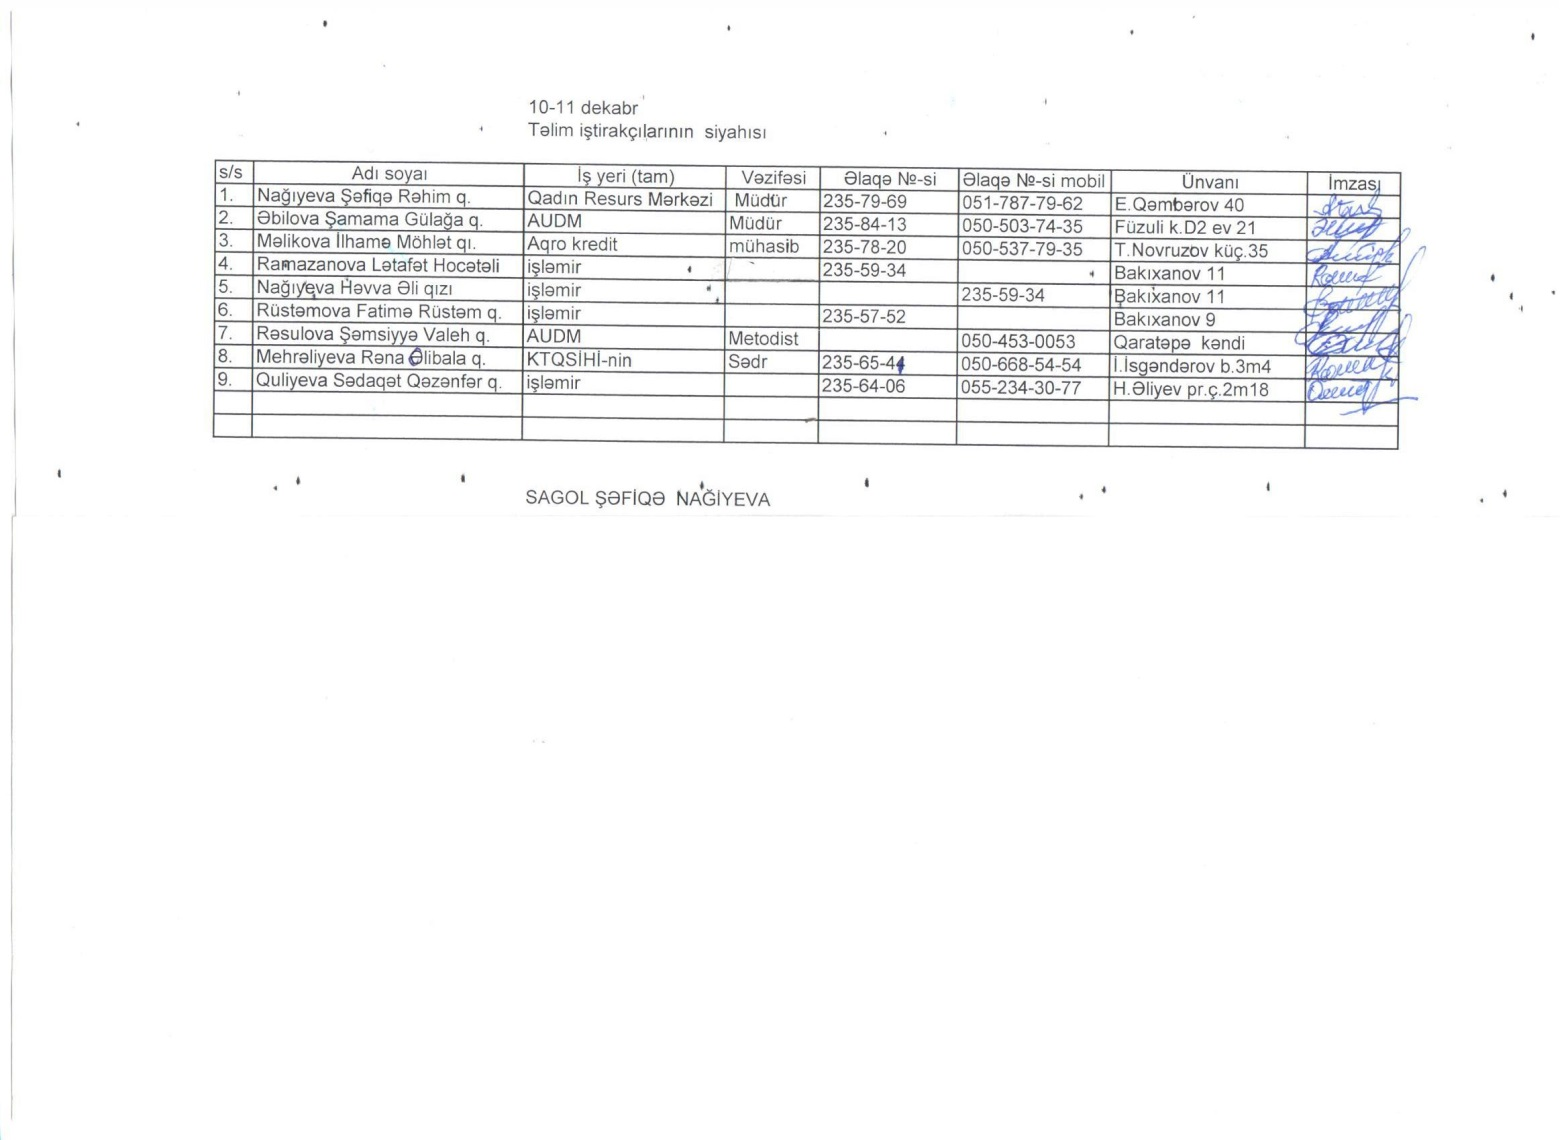 10-11 dekabr
Təlim iştirakçılarının siyahısı
s/s Adı soyaı İş yeri (tam) Vəzifəsi Əlaqə №-si Əlaqə №-si mobil Ünvanı İmzası
1. Nağıyeva Şəfiqə Rəhim q. Qadın Resurs Mərkəzi Müdür 235-79-69 051-787-79-62 E.Qəmbərov 40
2. Əbilova Şamama Gülağa q. AUDM Müdür 235-84-13 050-503-74-35 Füzuli k.D2 ev 21
3. Məlikova İlhamə Möhlət qı. Aqro kredit mühasib 235-78-20 050-537-79-35 T.Novruzov küç.35
4. Ramazanova Lətafət Hocətəli işləmir 235-59-34 Bakıxanov 11
5. Nağıyeva Həvva Əli qızı işləmir 235-59-34 Bakıxanov 11
6. Rüstəmova Fatimə Rüstəm q. işləmir 235-57-52 Bakıxanov 9
7. Rəsulova Şəmsiyyə Valeh q. AUDM Metodist 050-453-0053 Qaratəpə kəndi
8. Mehrəliyeva Rəna Əlibala q. KTQSİHİ-nin Sədr 235-65-44 050-668-54-54 İ.İsgəndərov b.3m4
9. Quliyeva Sədaqət Qəzənfər q. işləmir 235-64-06 055-234-30-77 H.Əliyev pr.ç.2m18
SAGOL ŞƏFİQƏ NAĞİYEVA